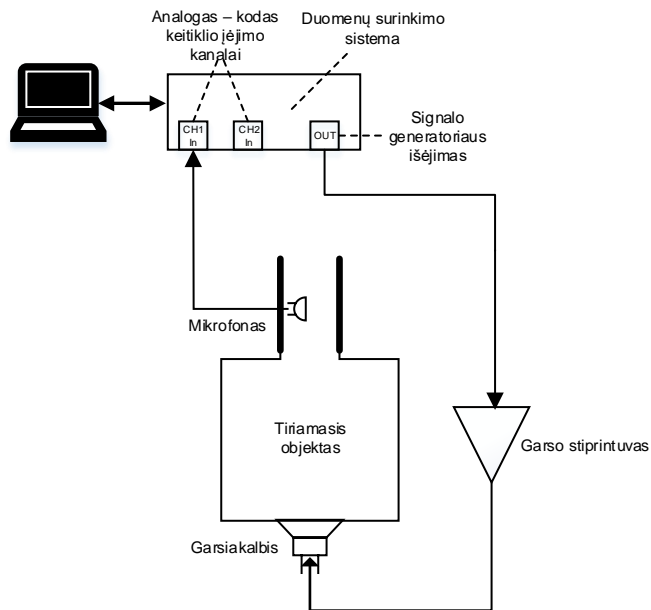 Analogas – kodas
keitiklio įėjimo
kanalai
Duomenų surinkimo
sistema
CH1
In
CH2
In
OUT
Signalo
generatoriaus
išėjimas
Mikrofonas
Tiriamasis
objektas
Garso stiprintuvas
Garsiakalbis